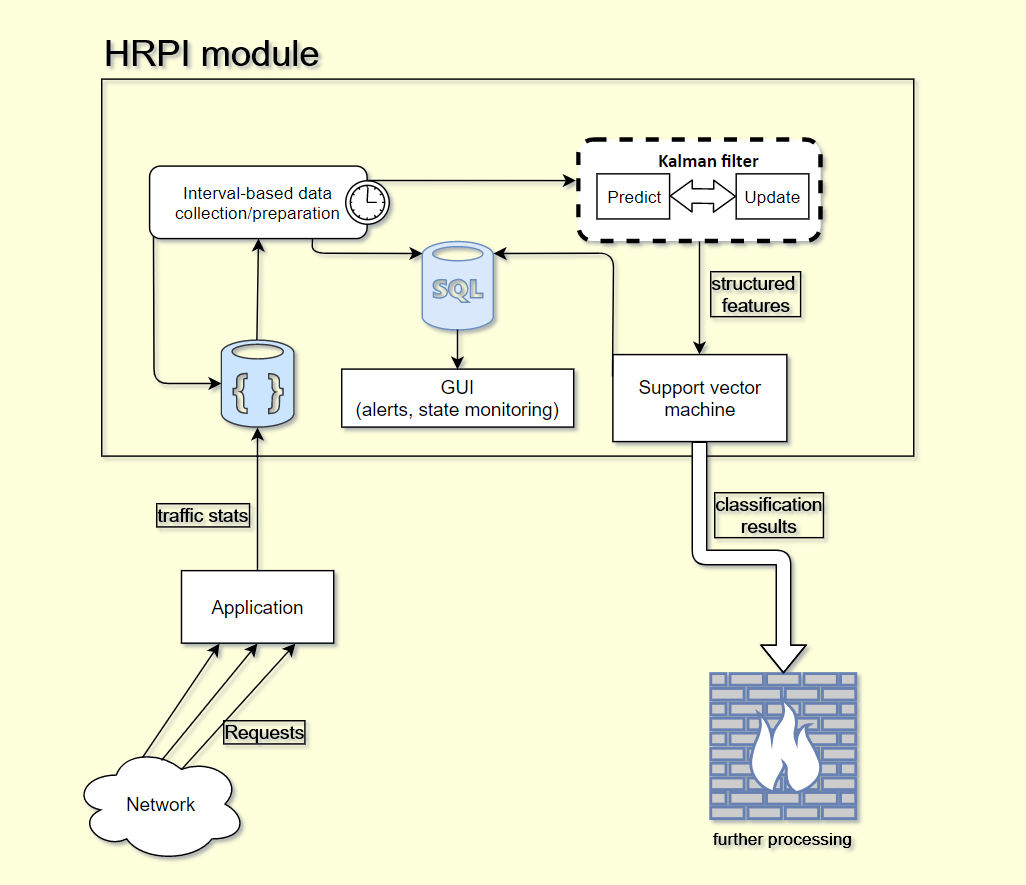 HRPI module
Interval-based data
collection/preparation
Kalman filter
Predict
Update
SQL
structured
features
{ }
GUI
(alerts, state monitoring)
Support vector
machine
traffic stats
classification
results
Application
Requests
Network
further processing